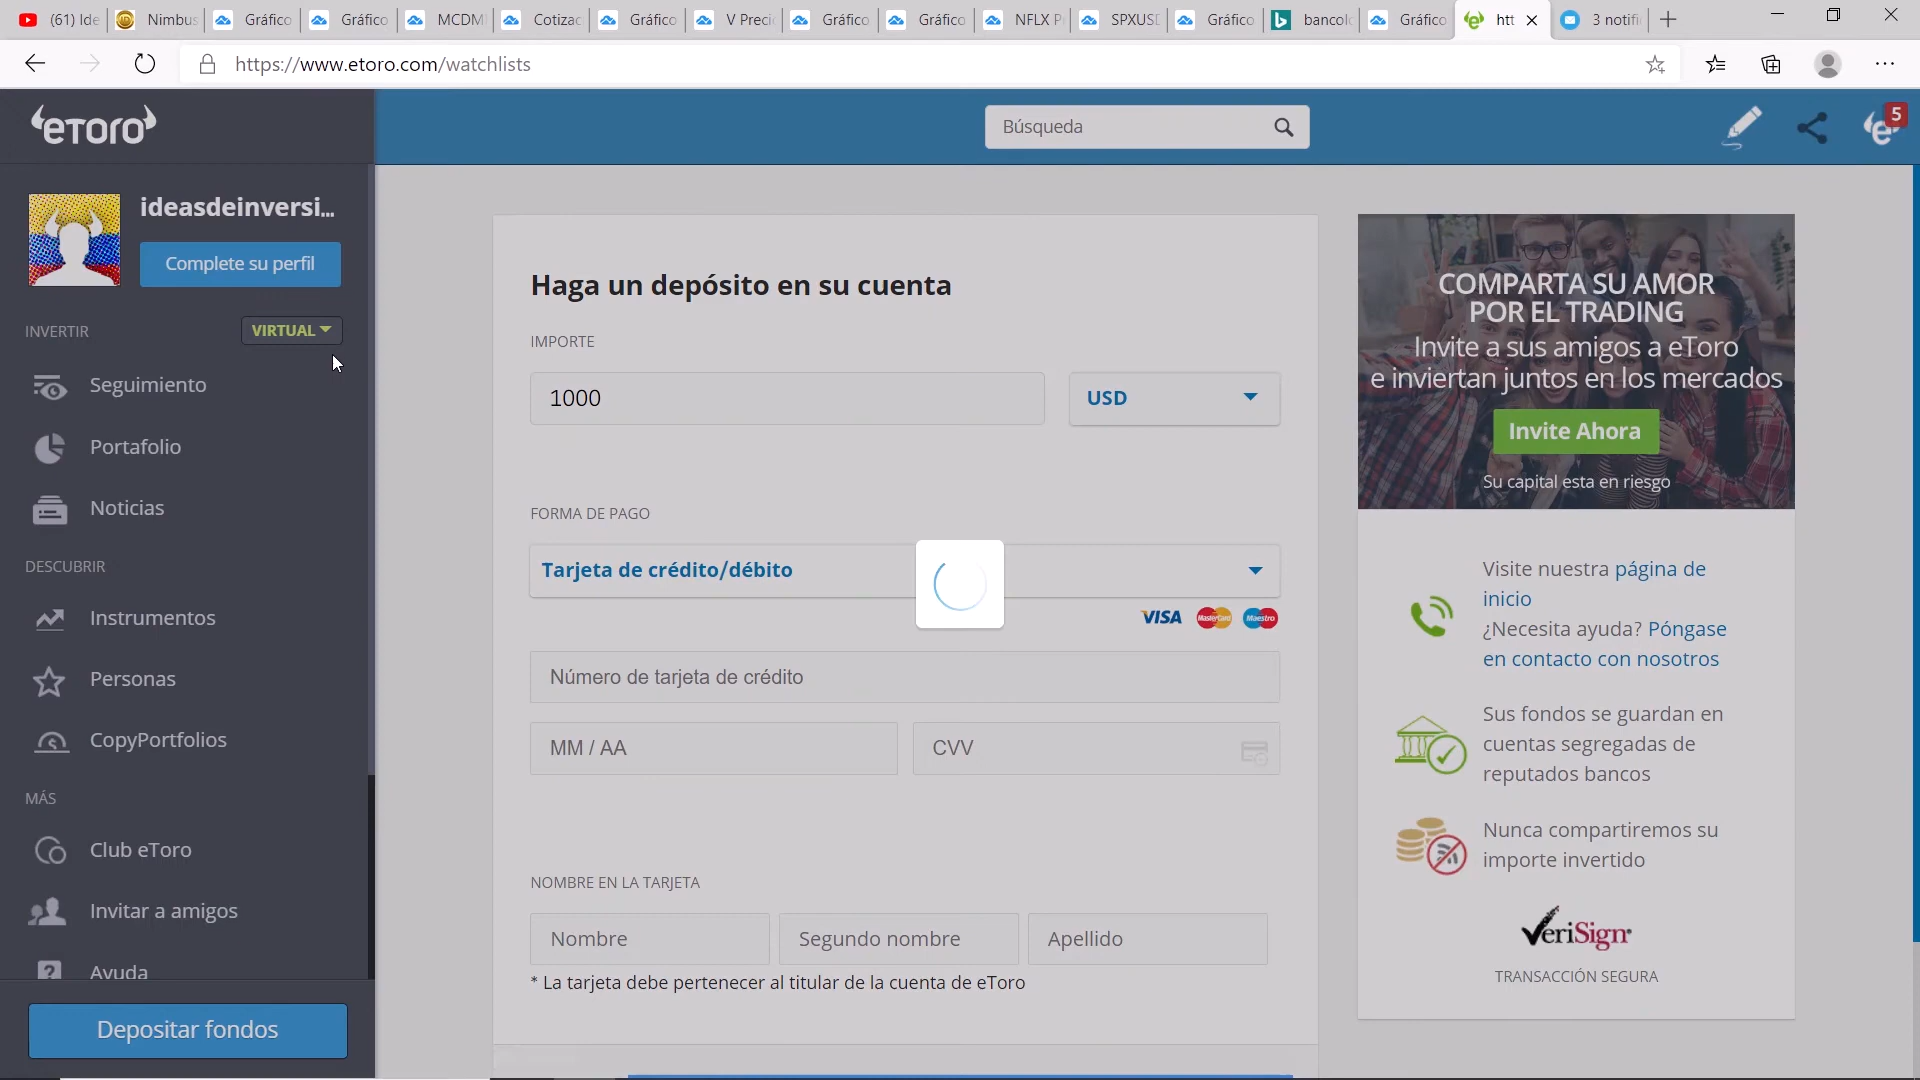 (61) Ide
Nimbus
Gráfico
Gráfico
MCDM
Cotizac
Gráfico
V Preci
Gráfico
Gráfico
NFLX P
SPXUSD
Gráfico
bancolo
Gráfico
htt
3 notifi
https://www.etoro.com/watchlists
eToro
Búsqueda
5
ideasdeinversi...
Complete su perfil
INVERTIR
VIRTUAL
Seguimiento
Portafolio
Noticias
DESCUBRIR
Instrumentos
Personas
CopyPortfolios
MÁS
Club eToro
Invitar a amigos
Ayuda
Depositar fondos
Haga un depósito en su cuenta
IMPORTE
1000
USD
FORMA DE PAGO
Tarjeta de crédito/débito
VISA
MasterCard
Maestro
Número de tarjeta de crédito
MM / AA
CVV
NOMBRE EN LA TARJETA
Nombre
Segundo nombre
Apellido
* La tarjeta debe pertenecer al titular de la cuenta de eToro
COMPARTA SU AMOR
POR EL TRADING
Invite a sus amigos a eToro
e inviertan juntos en los mercados
Invite Ahora
Su capital esta en riesgo
Visite nuestra página de
inicio
¿Necesita ayuda? Póngase
en contacto con nosotros
Sus fondos se guardan en
cuentas segregadas de
reputados bancos
Nunca compartiremos su
importe invertido
VeriSign
TRANSACCIÓN SEGURA